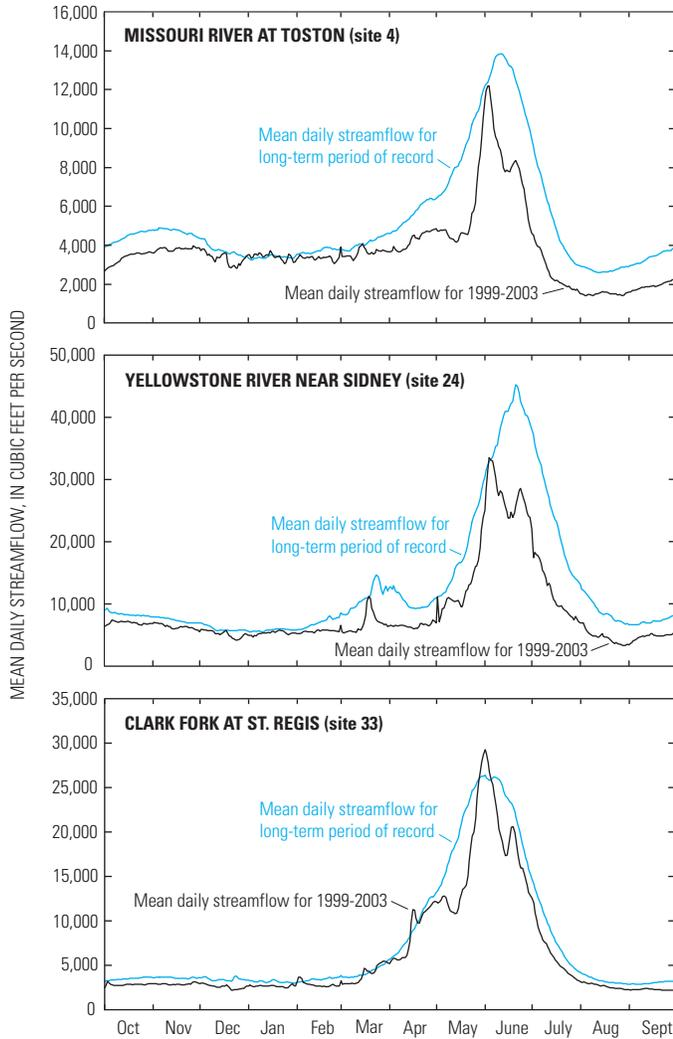 MEAN DAILY STREAMFLOW, IN CUBIC FEET PER SECOND
16,000
MISSOURI RIVER AT TOSTON (site 4)
14,000
12,000
Mean daily streamflow for
long-term period of record
10,000
8,000
6,000
4,000
2,000
Mean daily streamflow for 1999-2003
0
50,000
YELLOWSTONE RIVER NEAR SIDNEY (site 24)
40,000
30,000
Mean daily streamflow for
long-term period of record
20,000
10,000
Mean daily streamflow for 1999-2003
0
35,000
CLARK FORK AT ST. REGIS (site 33)
30,000
25,000
Mean daily streamflow for
long-term period of record
20,000
15,000
Mean daily streamflow for 1999-2003
10,000
5,000
0
Oct Nov Dec Jan Feb Mar Apr May June July Aug Sept